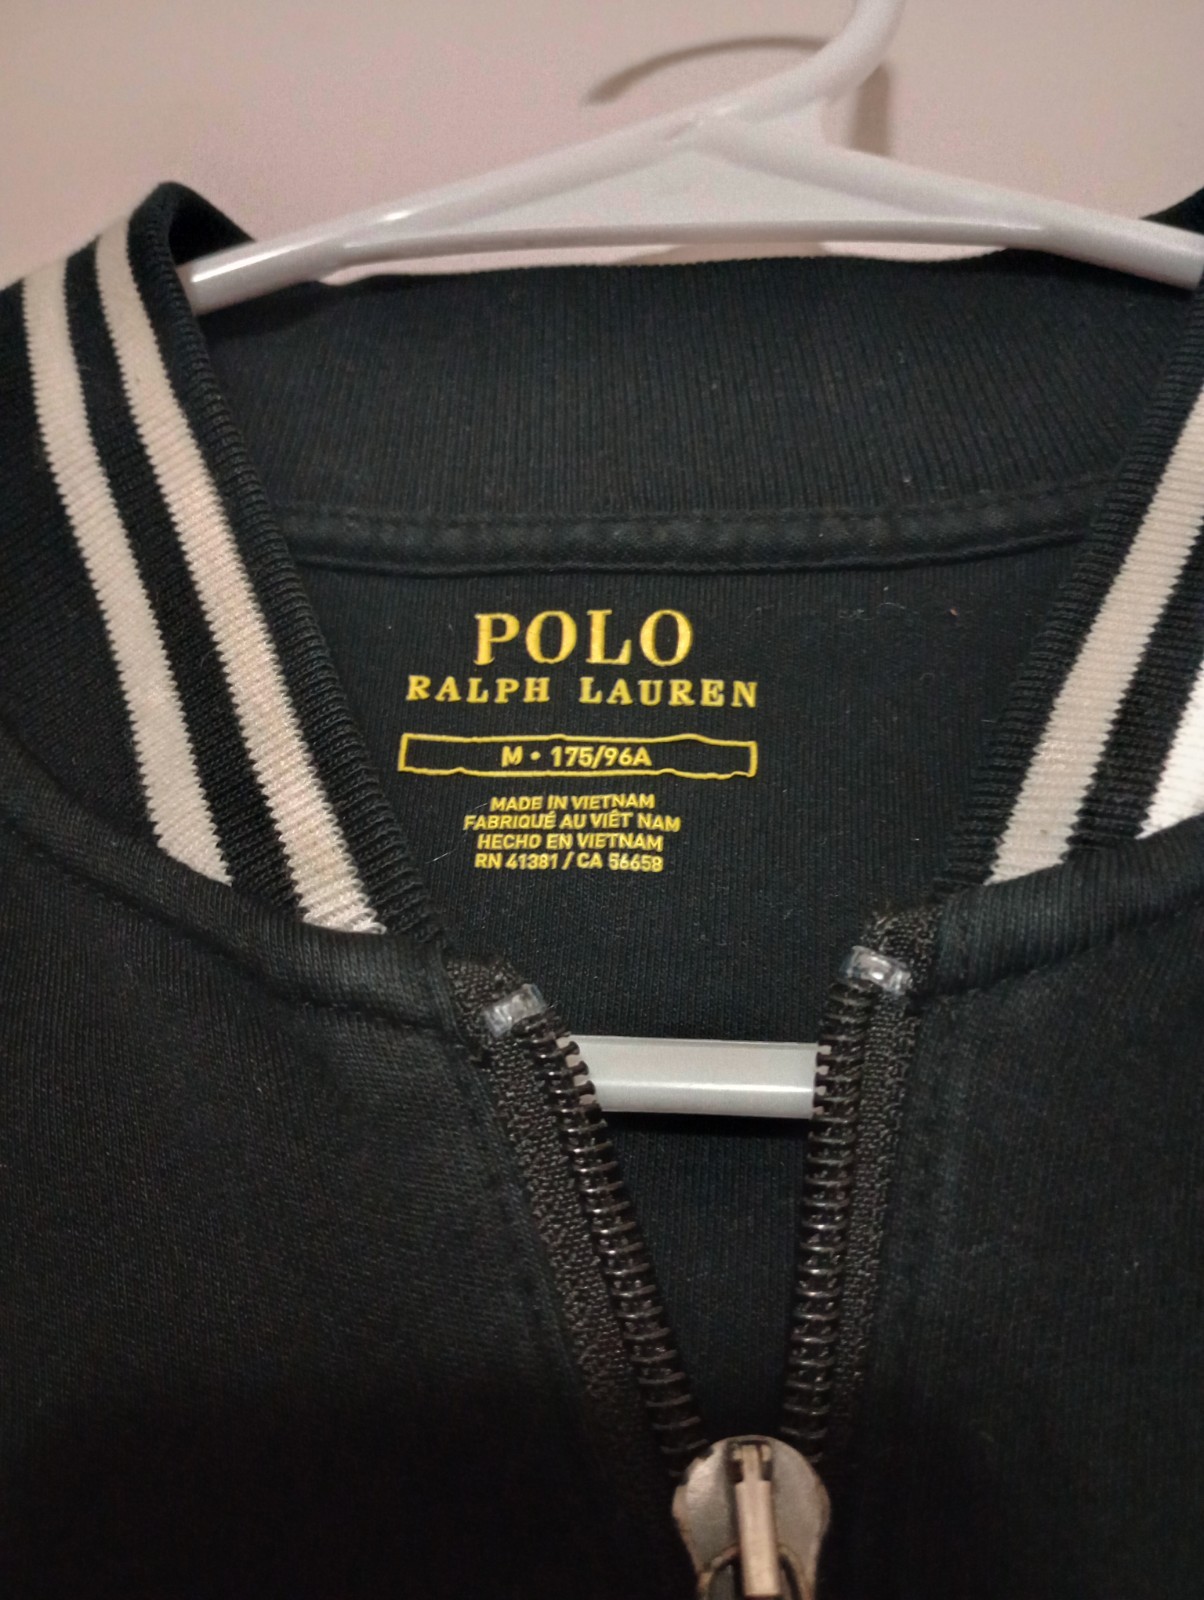 POLO
RALPH LAUREN
M • 175/96A
MADE IN VIETNAM
FABRIQUÉ AU VIÊT NAM
HECHO EN VIETNAM
RN 41381 / CA 56658